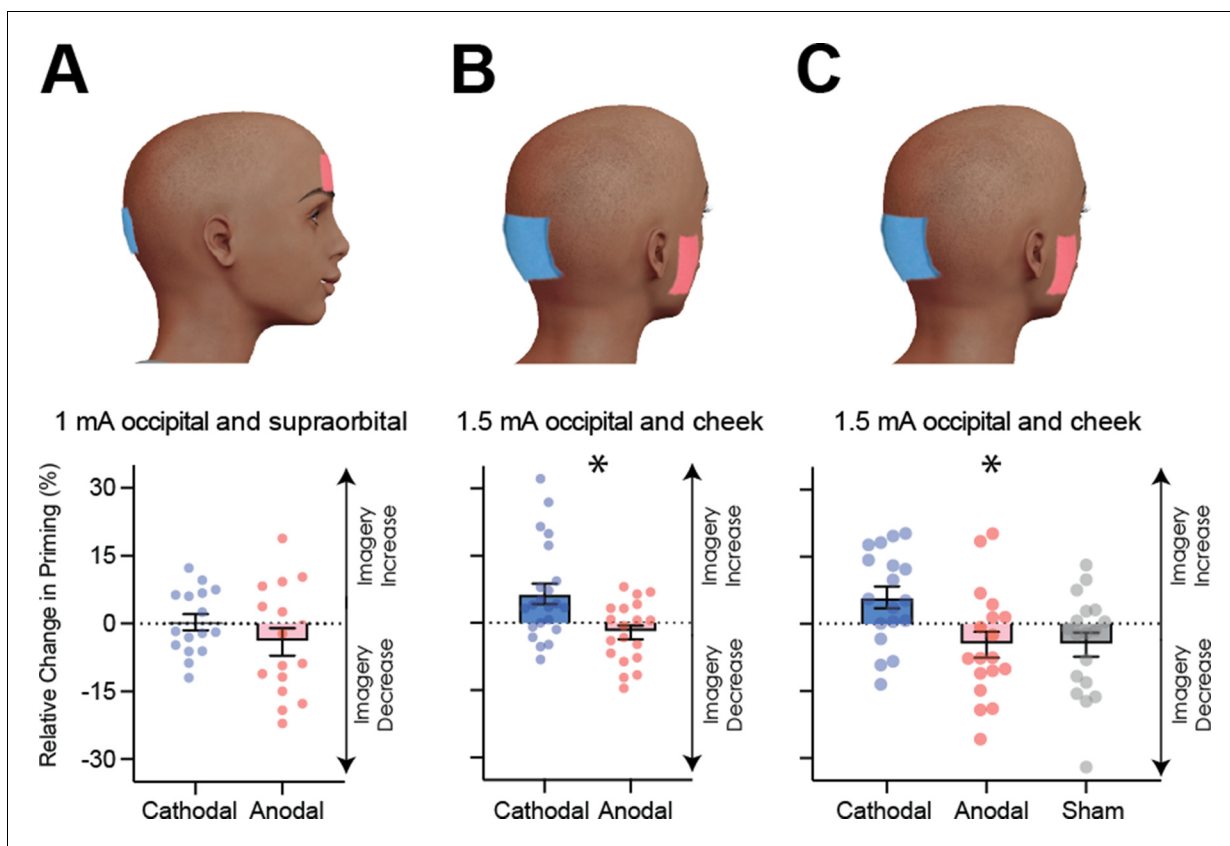 A
B
C
1 mA occipital and supraorbital
1.5 mA occipital and cheek
1.5 mA occipital and cheek
Relative Change in Priming (%)
30
15
0
-15
-30
Imagery
Increase
Imagery
Decrease
Cathodal
Anodal
*
Imagery
Increase
Imagery
Decrease
Cathodal
Anodal
*
Imagery
Increase
Imagery
Decrease
Cathodal
Anodal
Sham